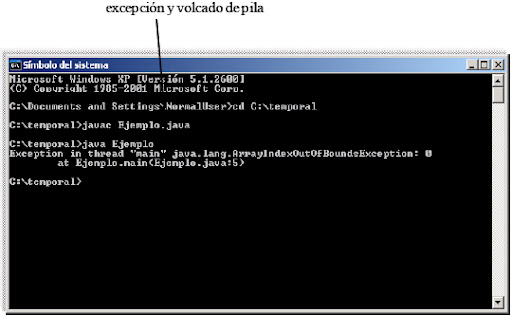 excepción y volcado de pila
Símbolo del sistema
Microsoft Windows XP [Versión 5.1.2600]
(C) Copyright 1985-2001 Microsoft Corp.
C:\Documents and Settings\NormalUser>cd C:\temporal
C:\temporal>javac Ejemplo.java
C:\temporal>java Ejemplo
Exception in thread "main" java.lang.ArrayIndexOutOfBoundsException: 0
at Ejemplo.main(Ejemplo.java:5)
C:\temporal>